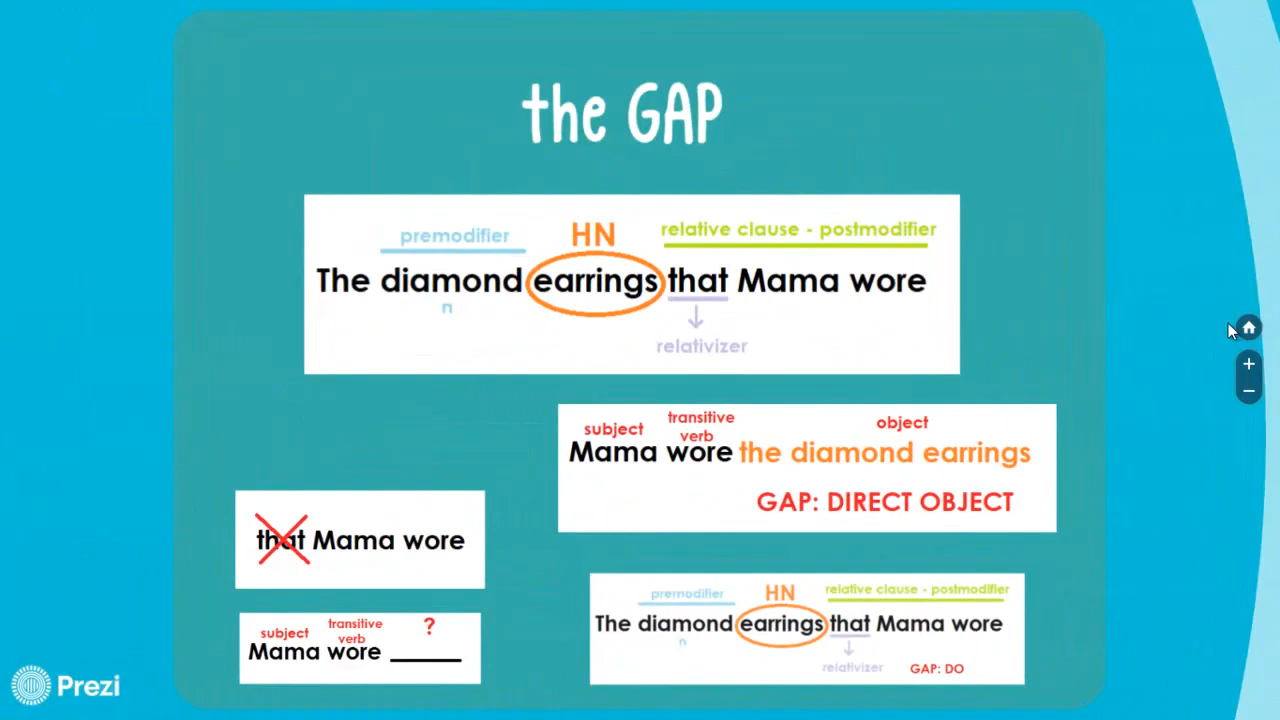 the GAP
premodifier HN relative clause - postmodifier
The diamond earrings that Mama wore
n
relativizer
subject transitive verb object
Mama wore the diamond earrings
GAP: DIRECT OBJECT
that Mama wore
subject transitive verb ?
Mama wore ______
premodifier HN relative clause - postmodifier
The diamond earrings that Mama wore
n
relativizer GAP: DO
Prezi